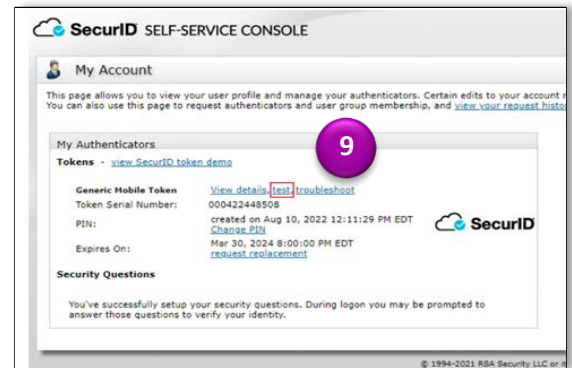 SecurID SELF-SERVICE CONSOLE
My Account
This page allows you to view your user profile and manage your authenticators. Certain edits to your account
You can also use this page to request authenticators and user group membership, and view your request
My Authenticators
9
Tokens - view SecurID token demo
Generic Mobile Token View details, test, troubleshoot
Token Serial Number: 000422448508
PIN: created on Aug 10, 2022 12:11:29 PM EDT
Change PIN
SecurID
Expires On: Mar 30, 2024 8:00:00 PM EDT
request replacement
Security Questions
You've successfully setup your security questions. During logon you may be prompted to
answer those questions to verify your identity.
© 1994-2021 RSA Security LLC or